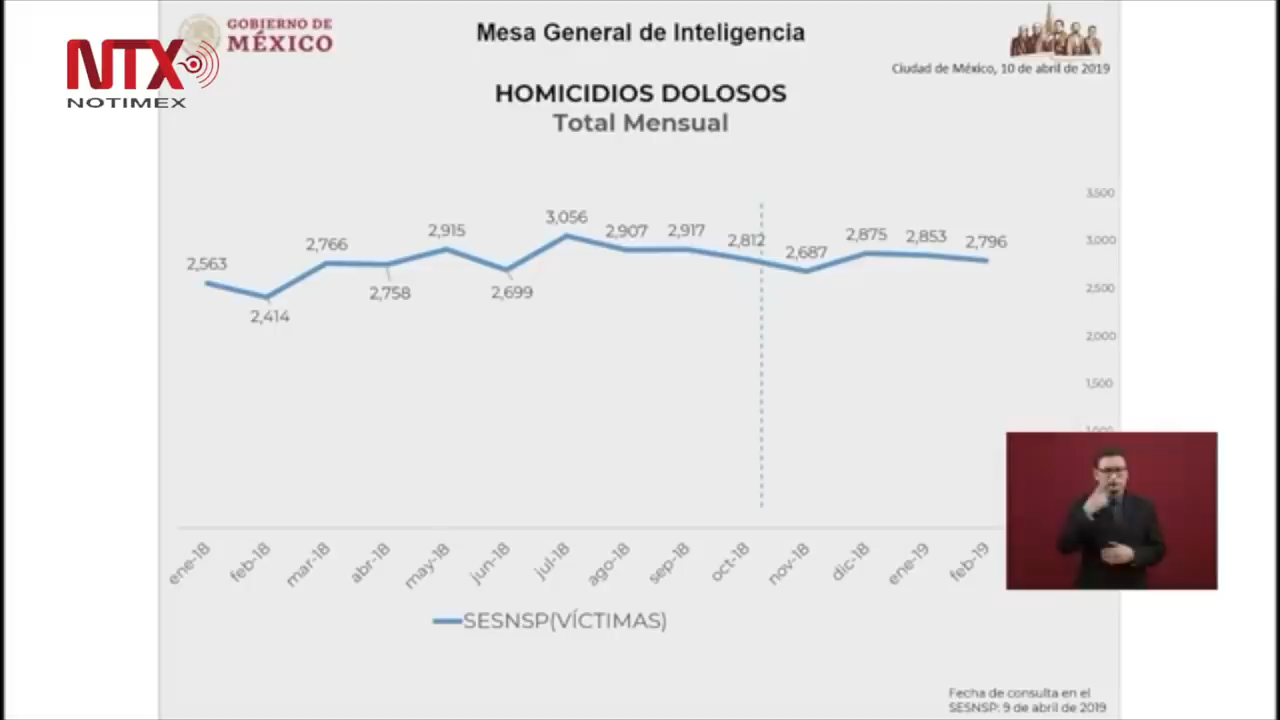 GOBIERNO DE
MÉXICO
NTX
NOTIMEX
Mesa General de Inteligencia
Ciudad de México, 10 de abril de 2019
HOMICIDIOS DOLOSOS
Total Mensual
3,500
3,000
2,500
2,000
1,500
1,000
2,563
2,414
2,766
2,758
2,915
2,699
3,056
2,907
2,917
2,812
2,687
2,875
2,853
2,796
ene-18
feb-18
mar-18
abr-18
may-18
jun-18
jul-18
ago-18
sep-18
oct-18
nov-18
dic-18
ene-19
feb-19
SESNSP(VÍCTIMAS)
Fecha de consulta en el
SESNSP: 9 de abril de 2019